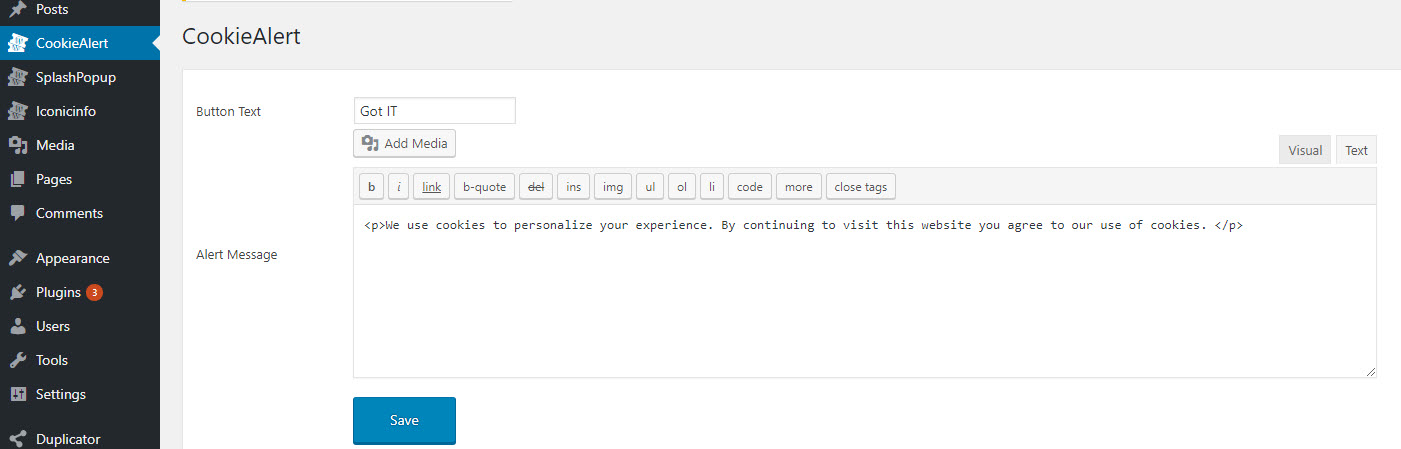 Posts
CookieAlert
SplashPopup
Iconicinfo
Media
Pages
Comments
Appearance
Plugins 3
Users
Tools
Settings
Duplicator
CookieAlert
Button Text
Got IT
Add Media
Visual Text
b i link b-quote del ins img ul ol li code more close tags
Alert Message
<p>We use cookies to personalize your experience. By continuing to visit this website you agree to our use of cookies. </p>
Save